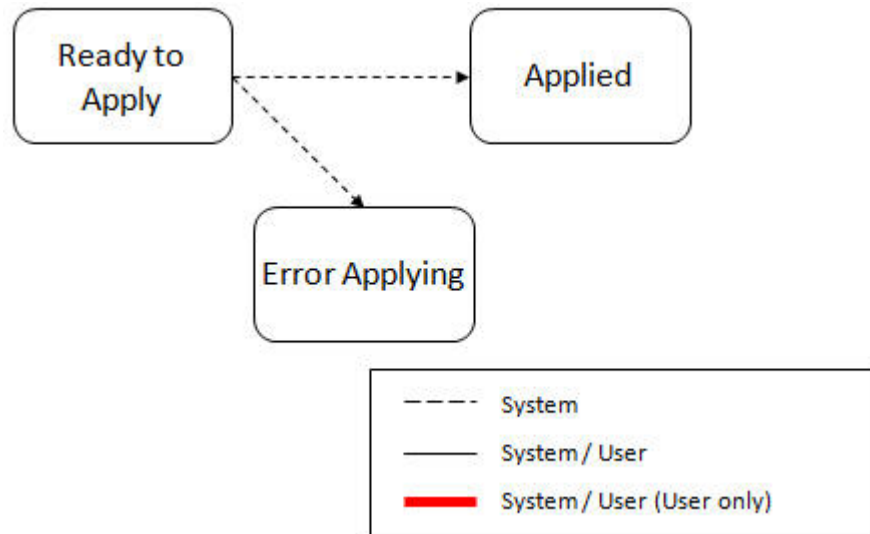 Ready to
Apply
Applied
Error Applying
System
System / User
System / User (User only)